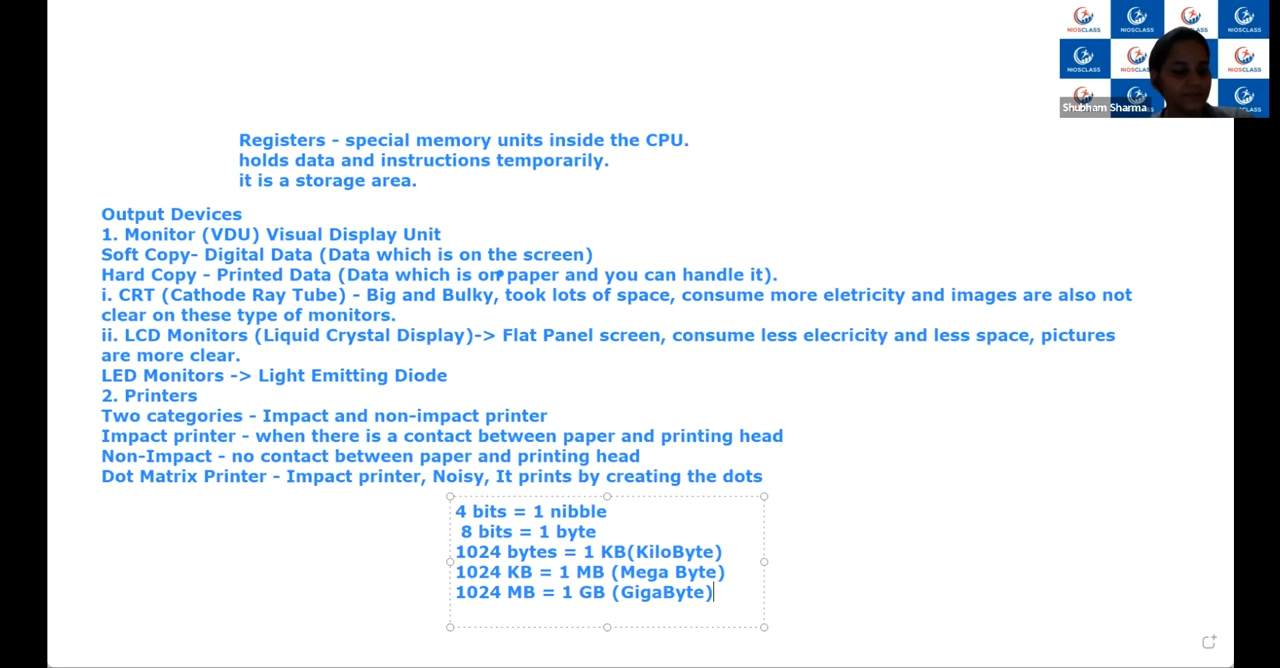 NIOSCLASS NIOSCLASS NIOSCLASS
NIOSCLASS NIOSCLASS
Shubham Sharma
Registers - special memory units inside the CPU.
holds data and instructions temporarily.
it is a storage area.
Output Devices
1. Monitor (VDU) Visual Display Unit
Soft Copy- Digital Data (Data which is on the screen)
Hard Copy - Printed Data (Data which is on paper and you can handle it).
i. CRT (Cathode Ray Tube) - Big and Bulky, took lots of space, consume more eletricity and images are also not
clear on these type of monitors.
ii. LCD Monitors (Liquid Crystal Display)-> Flat Panel screen, consume less elecricity and less space, pictures
are more clear.
LED Monitors -> Light Emitting Diode
2. Printers
Two categories - Impact and non-impact printer
Impact printer - when there is a contact between paper and printing head
Non-Impact - no contact between paper and printing head
Dot Matrix Printer - Impact printer, Noisy, It prints by creating the dots
4 bits = 1 nibble
8 bits = 1 byte
1024 bytes = 1 KB(KiloByte)
1024 KB = 1 MB (Mega Byte)
1024 MB = 1 GB (GigaByte)